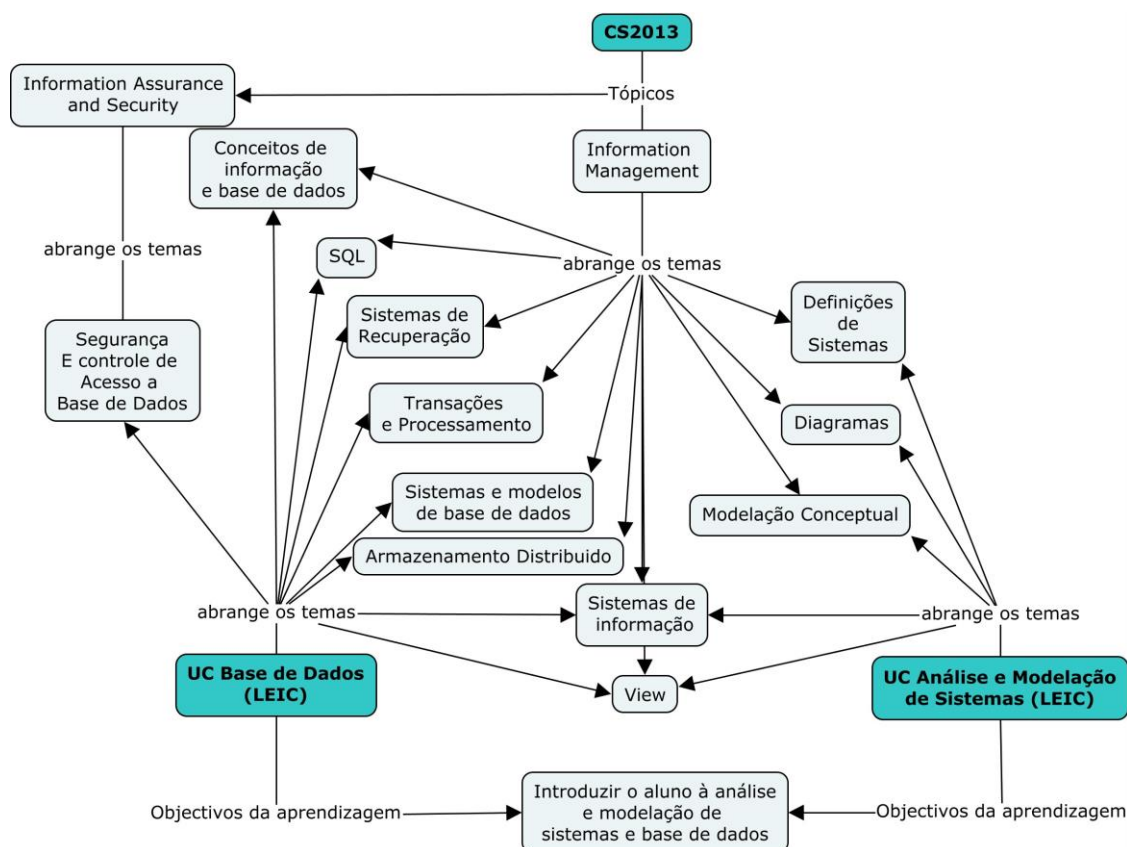 CS2013
Information Assurance
and Security
Tópicos
Conceitos de
informação
e base de dados
Information
Management
abrange os temas
SQL
abrange os temas
Sistemas de
Recuperação
Definições
de
Sistemas
Segurança
E controle de
Acesso a
Base de Dados
Transações
e Processamento
Diagramas
Sistemas e modelos
de base de dados
Modelação Conceptual
Armazenamento Distribuido
abrange os temas
Sistemas de
informação
abrange os temas
UC Base de Dados
(LEIC)
View
UC Análise e Modelação
de Sistemas (LEIC)
Objectivos da aprendizagem
Introduzir o aluno à análise
e modelação de
sistemas e base de dados
Objectivos da aprendizagem